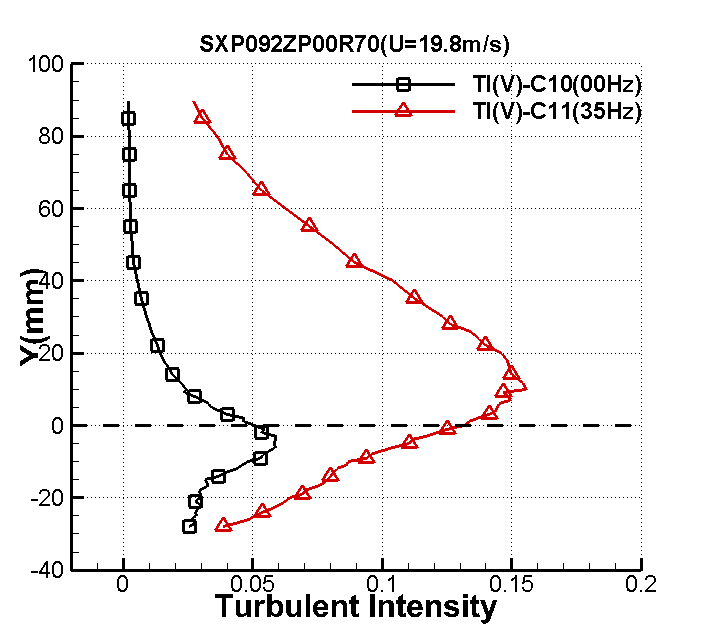 SXP092ZP00R70(U=19.8m/s)
TI(V)-C10(00Hz)
TI(V)-C11(35Hz)
100
80
60
40
20
0
-20
-40
Y(mm)
0 0.05 0.1 0.15 0.2
Turbulent Intensity